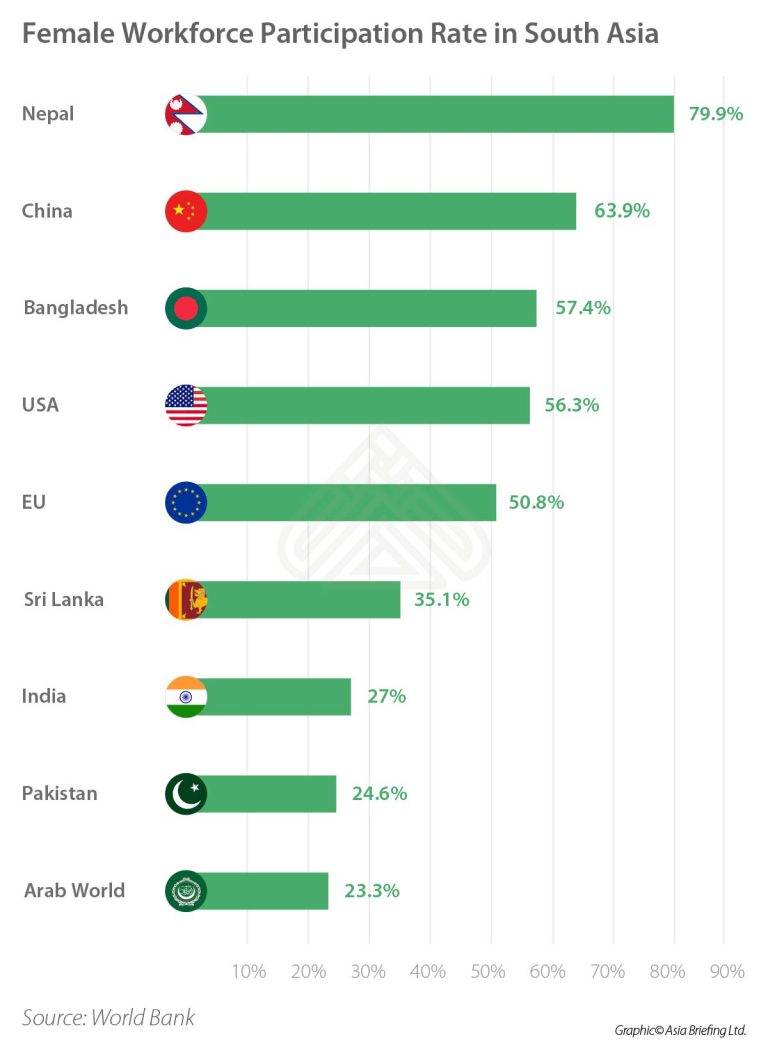 Female Workforce Participation Rate in South Asia
Nepal 79.9%
China 63.9%
Bangladesh 57.4%
USA 56.3%
EU 50.8%
Sri Lanka 35.1%
India 27%
Pakistan 24.6%
Arab World 23.3%
10% 20% 30% 40% 50% 60% 70% 80% 90%
Source: World Bank
Graphic© Asia Briefing Ltd.